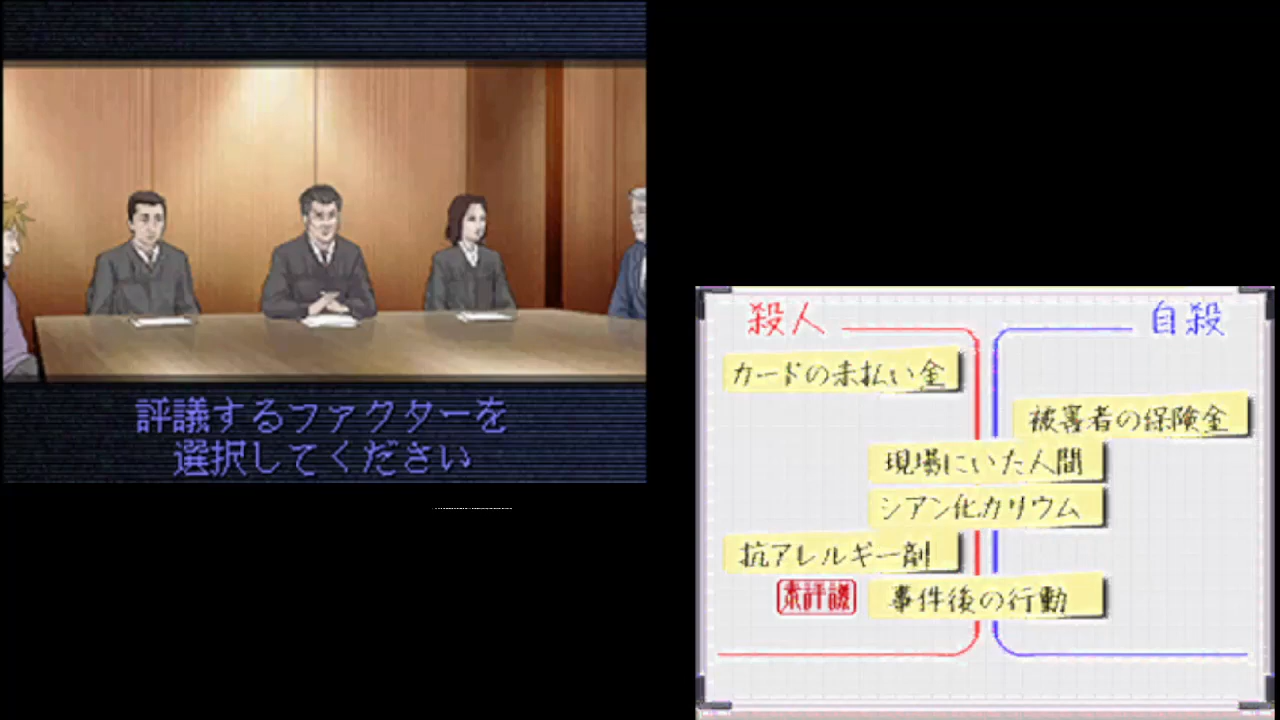 評議するファクターを
選択してください
殺人
自殺
カードの未払い金
被害者の保険金
現場にいた人間
シアン化カリウム
抗アレルギー剤
未評議
事件後の行動